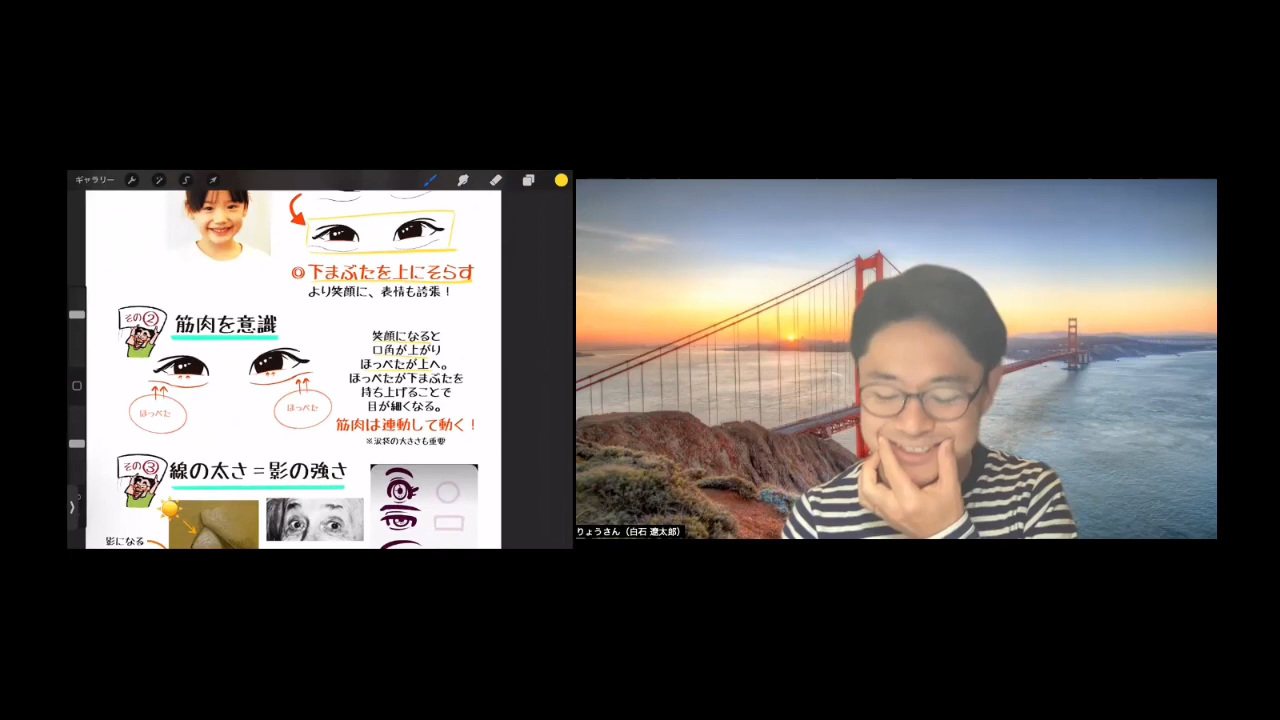 ギャラリー
◎下まぶたを上にそらす
より笑顔に、表情も誇張！
その②
筋肉を意識
笑顔になると
口角が上がり
ほっぺたが上へ。
ほっぺたが下まぶたを
持ち上げることで
目が細くなる。
ほっぺた
ほっぺた
筋肉は連動して動く！
※涙袋の大きさも重要
その③
線の太さ＝影の強さ
影になる
りょうさん（白石 遼太郎）